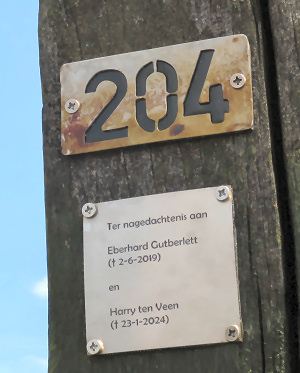 204
Ter nagedachtenis aan
Eberhard Gutberlett
(† 2-6-2019)
en
Harry ten Veen
(† 23-1-2024)